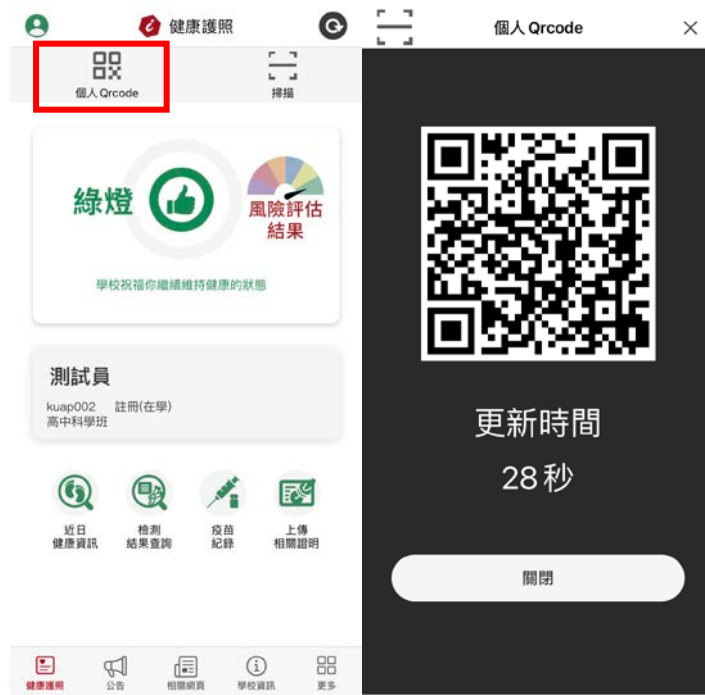 健康護照
個人 Qrcode
掃描
綠燈
風險評估
結果
學校祝福你繼續維持健康的狀態
測試員
kuap002 註冊(在學)
高中科學班
近日
健康資訊
檢測
結果查詢
疫苗
紀錄
上傳
相關證明
健康護照
公告
相關網頁
學校資訊
更多
個人 Qrcode
更新時間
28 秒
關閉